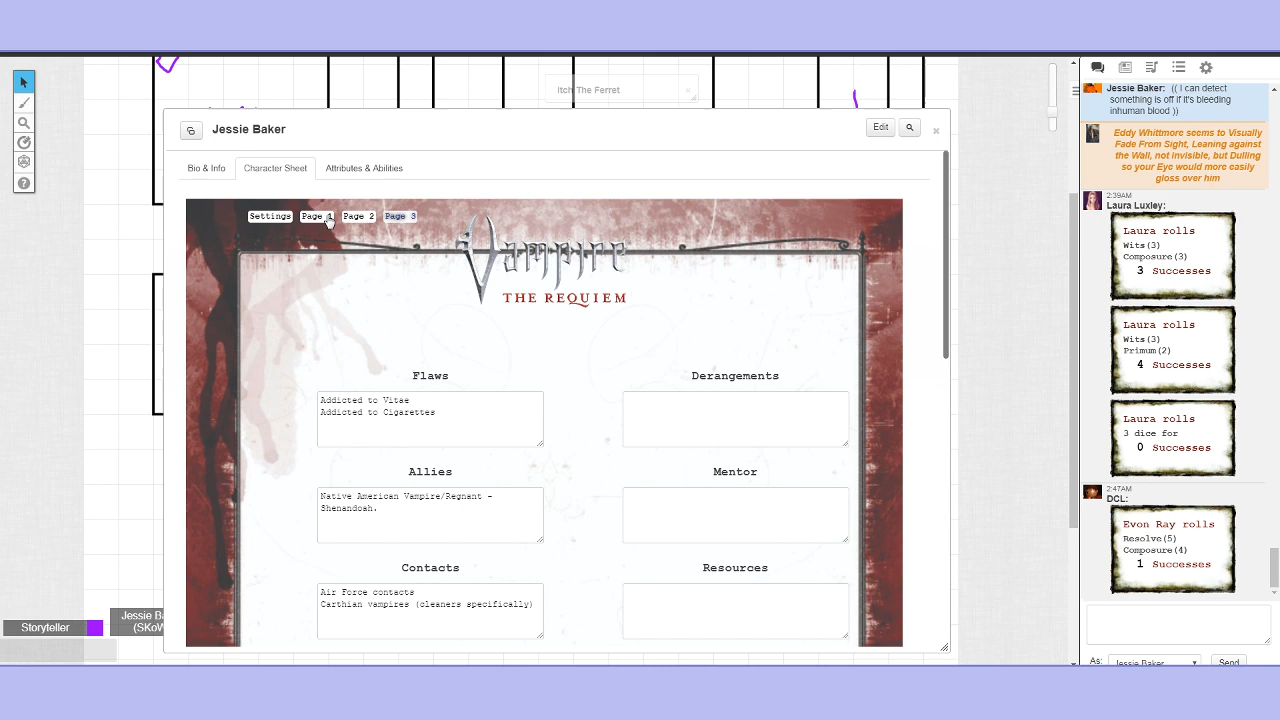 Itch The Ferret
Jessie Baker
Edit
Bio & Info
Character Sheet
Attributes & Abilities
Settings
Page
Page 2
Page 3
Vampire
THE REQUIEM
Flaws
Derangements
Addicted to Vitae
Addicted to Cigarettes
Allies
Mentor
Native American Vampire Regnant -
Shenandoah.
Contacts
Resources
contacts
Carthian vampires (cleaners specifically)
Storyteller
Jessie Ba
(SKoW
Jessie Baker: (( I can detect
something is off if it's bleeding
inhuman blood ))
Eddy Whittmore seems to Visually
Fade From Sight, Leaning against
the Wall, not invisible, but Dulling
so your Eye would more easily
gloss over him
2:39AM
Laura Luxley:
Laura rolls
Wits(3)
Composure(3)
3 Successes
Laura rolls
Wits(3)
Primum(2)
4 Successes
Laura rolls
3 dice for
0 Successes
2:47AM
DCL:
Evon Ray rolls
Resolve(5)
Composure(4)
1 Successes
As:
Jessie Baker
Send